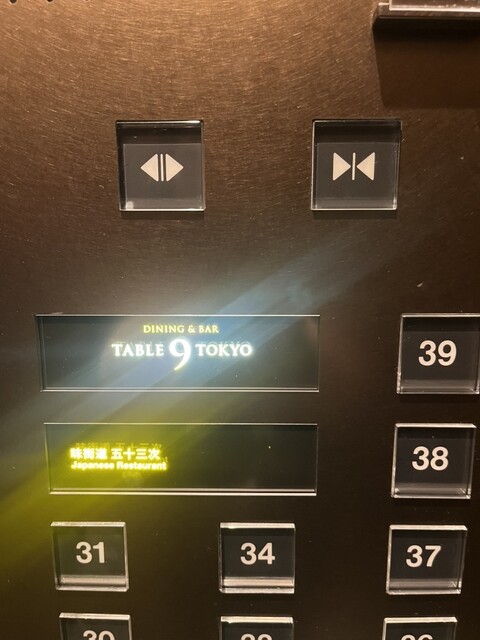 DINING & BAR
TABLE 9 TOKYO
39
味街道 五十三次
Japanese Restaurant
38
31
34
37